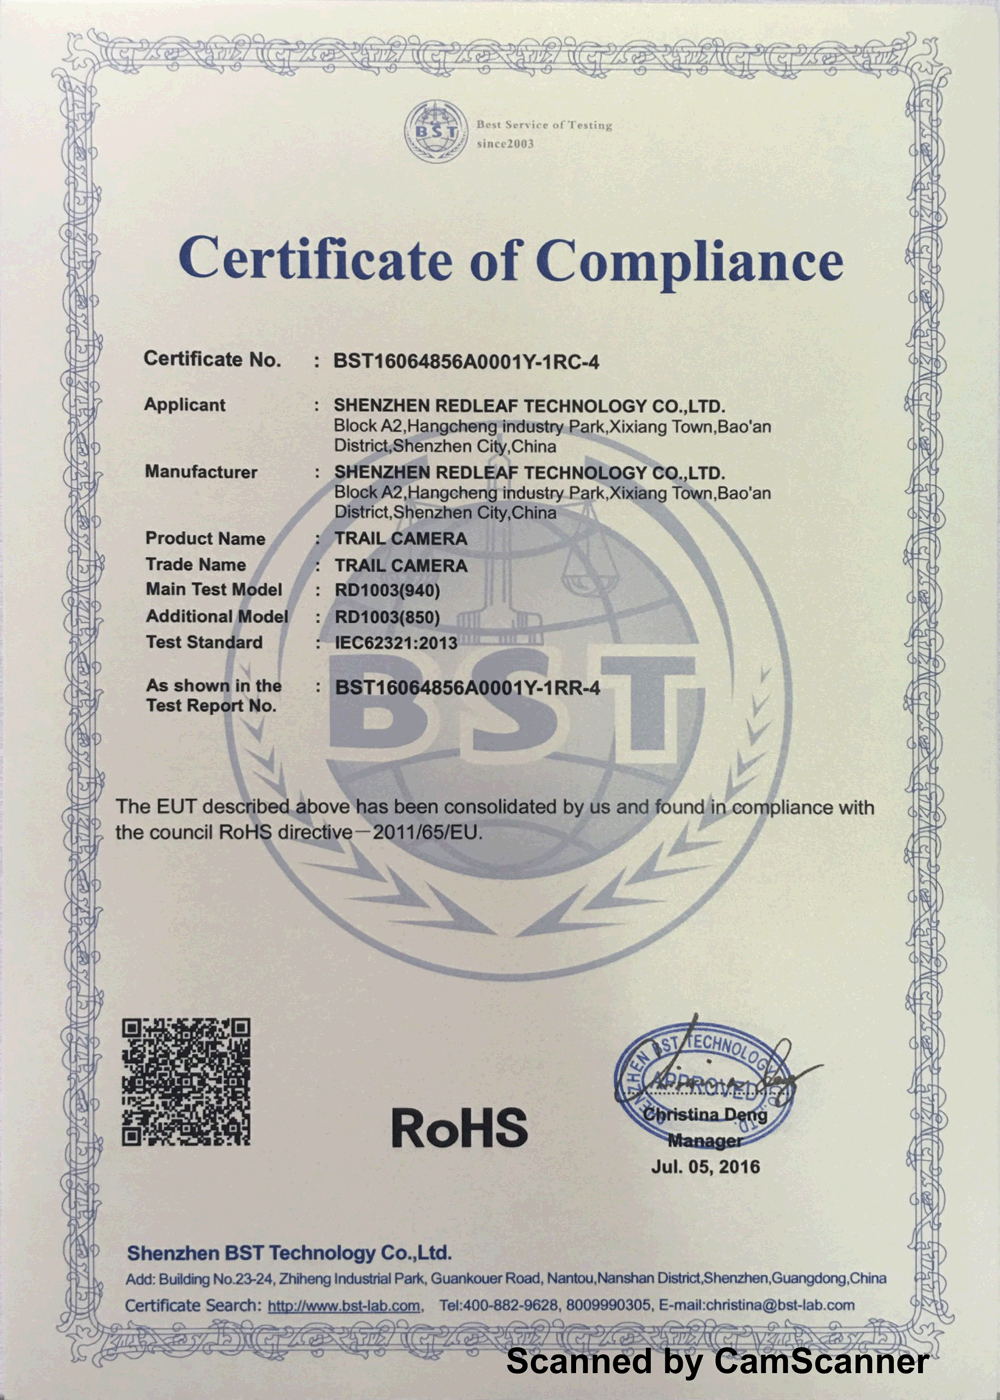 BST
Best Service of Testing
since2003
Certificate of Compliance
Certificate No. : BST16064856A0001Y-1RC-4
Applicant : SHENZHEN REDLEAF TECHNOLOGY CO.,LTD.
Block A2,Hangcheng industry Park,Xixiang Town,Bao'an
District,Shenzhen City,China
Manufacturer : SHENZHEN REDLEAF TECHNOLOGY CO.,LTD.
Block A2,Hangcheng industry Park,Xixiang Town,Bao'an
District,Shenzhen City,China
Product Name : TRAIL CAMERA
Trade Name : TRAIL CAMERA
Main Test Model : RD1003(940)
Additional Model : RD1003(850)
Test Standard : IEC62321:2013
As shown in the : BST16064856A0001Y-1RR-4
Test Report No.
BST
The EUT described above has been consolidated by us and found in compliance with
the council RoHS directive—2011/65/EU.
BST TECHNOLOGY
APPROVED
RoHS
Christina Deng
Manager
Jul. 05, 2016
Shenzhen BST Technology Co.,Ltd.
Add: Building No.23-24, Zhiheng Industrial Park, Guankouer Road, Nantou,Nanshan District,Shenzhen,Guangdong,China
Certificate Search: http://www.bst-lab.com, Tel:400-882-9628, 8009990305, E-mail:christina@bst-lab.com
Scanned by CamScanner